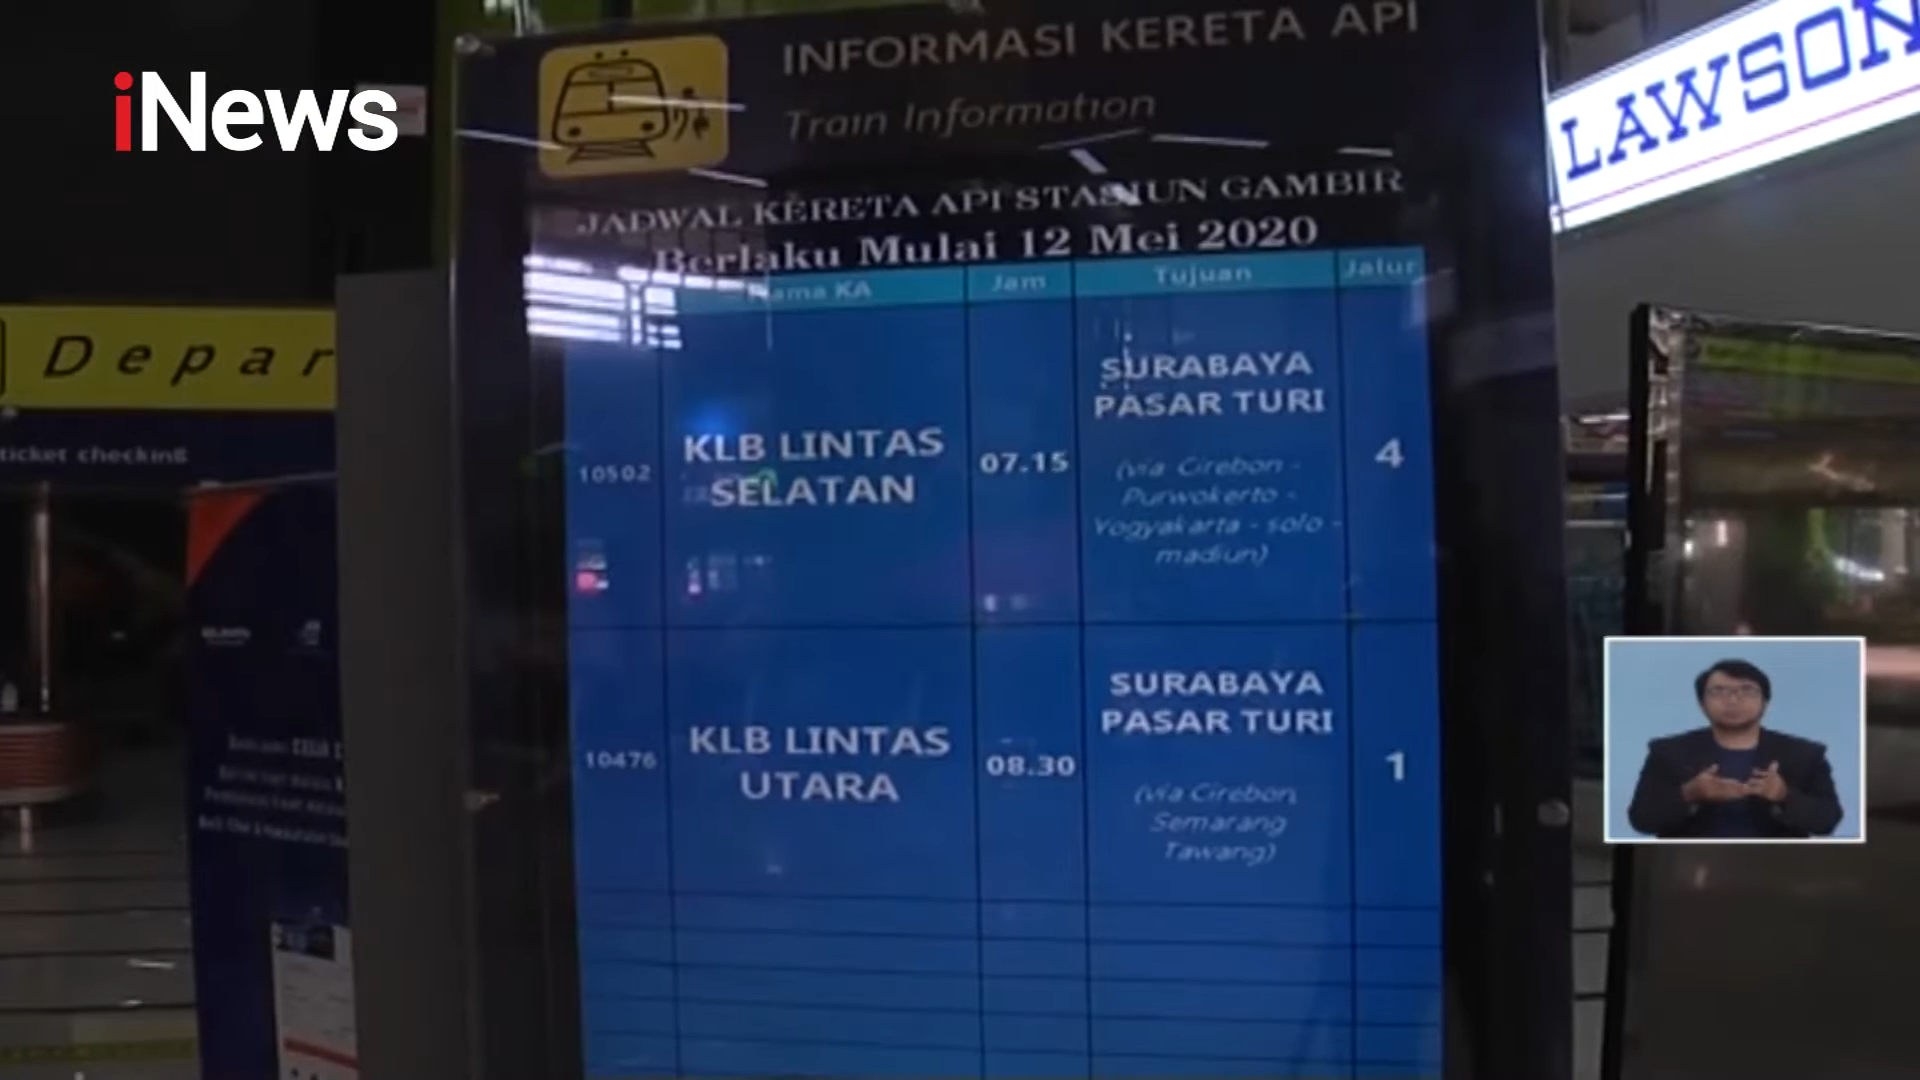 iNews
INFORMASI KERETA API
Train Information
JADWAL KERETA API STASIUN GAMBIR
Berlaku Mulai 12 Mei 2020
Nama KA Jam Tujuan Jalur
10502 KLB LINTAS SELATAN 07.15 SURABAYA PASAR TURI 4
(via Cirebon -
Purwokerto -
Yogyakarta - solo -
madiun)
10476 KLB LINTAS UTARA 08.30 SURABAYA PASAR TURI 1
(via Cirebon,
Semarang
Tawang)
LAWSON
Depar
ticket checking